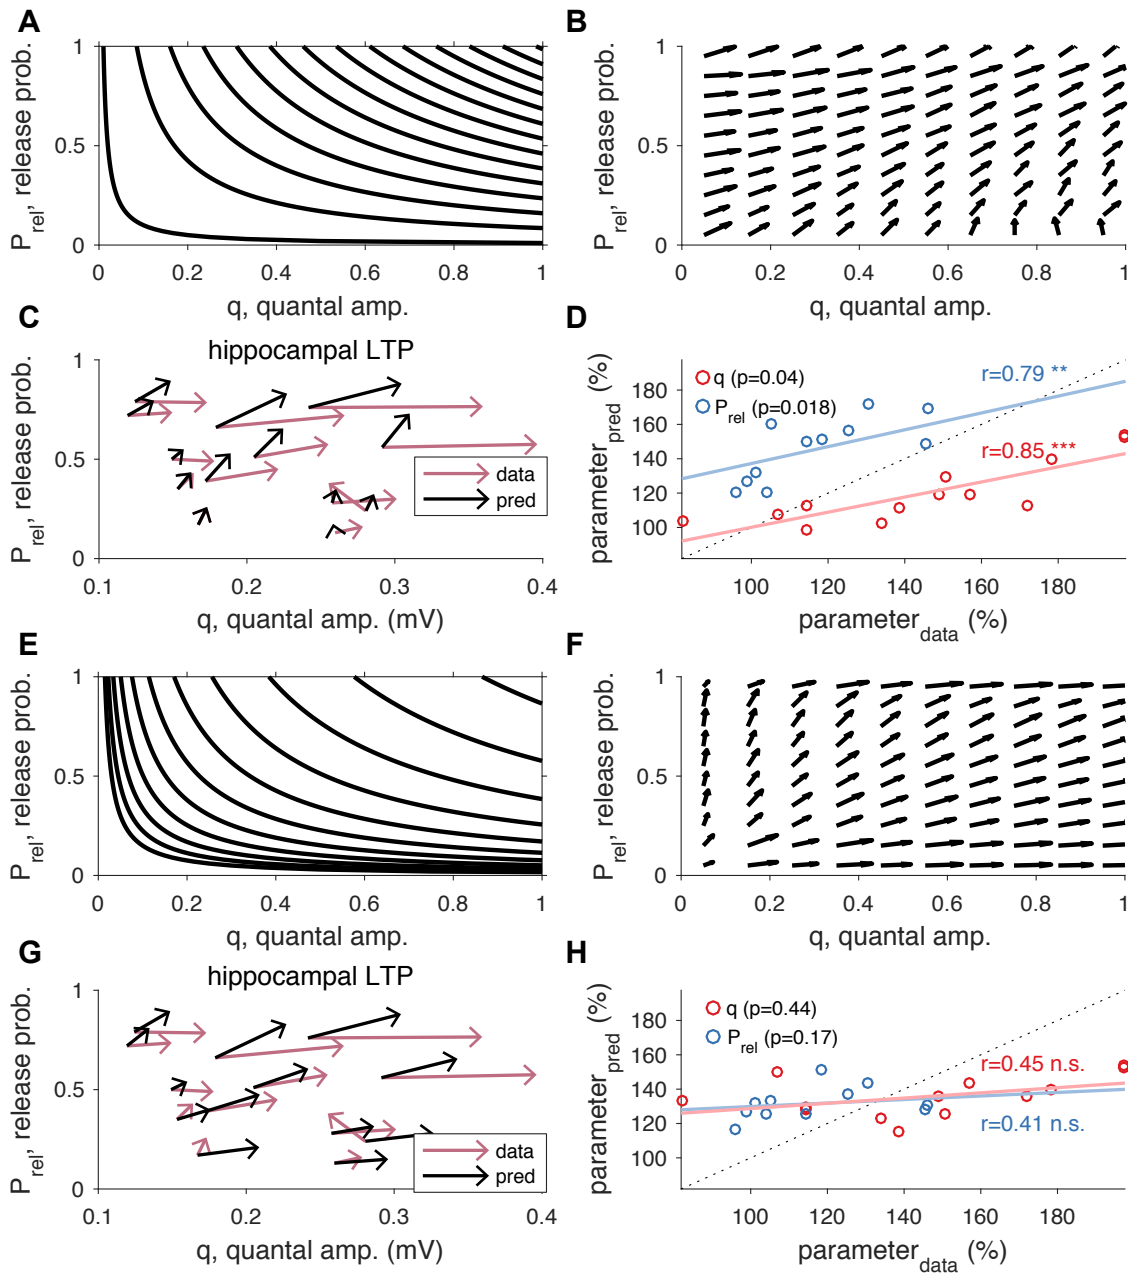 A
P_rel, release prob.
1
0.5
0
0 0.2 0.4 0.6 0.8 1
q, quantal amp.
B
P_rel, release prob.
1
0.5
0
0 0.2 0.4 0.6 0.8 1
q, quantal amp.
C
hippocampal LTP
P_rel, release prob.
1
0.5
0
data
pred
0.1 0.2 0.3 0.4
q, quantal amp. (mV)
D
parameter_pred (%)
180
160
140
120
100
q (p=0.04)
P_rel (p=0.018)
r=0.79 **
r=0.85 ***
100 120 140 160 180
parameter_data (%)
E
P_rel, release prob.
1
0.5
0
0 0.2 0.4 0.6 0.8 1
q, quantal amp.
F
P_rel, release prob.
1
0.5
0
0 0.2 0.4 0.6 0.8 1
q, quantal amp.
G
hippocampal LTP
P_rel, release prob.
1
0.5
0
data
pred
0.1 0.2 0.3 0.4
q, quantal amp. (mV)
H
parameter_pred (%)
180
160
140
120
100
q (p=0.44)
P_rel (p=0.17)
r=0.45 n.s.
r=0.41 n.s.
100 120 140 160 180
parameter_data (%)